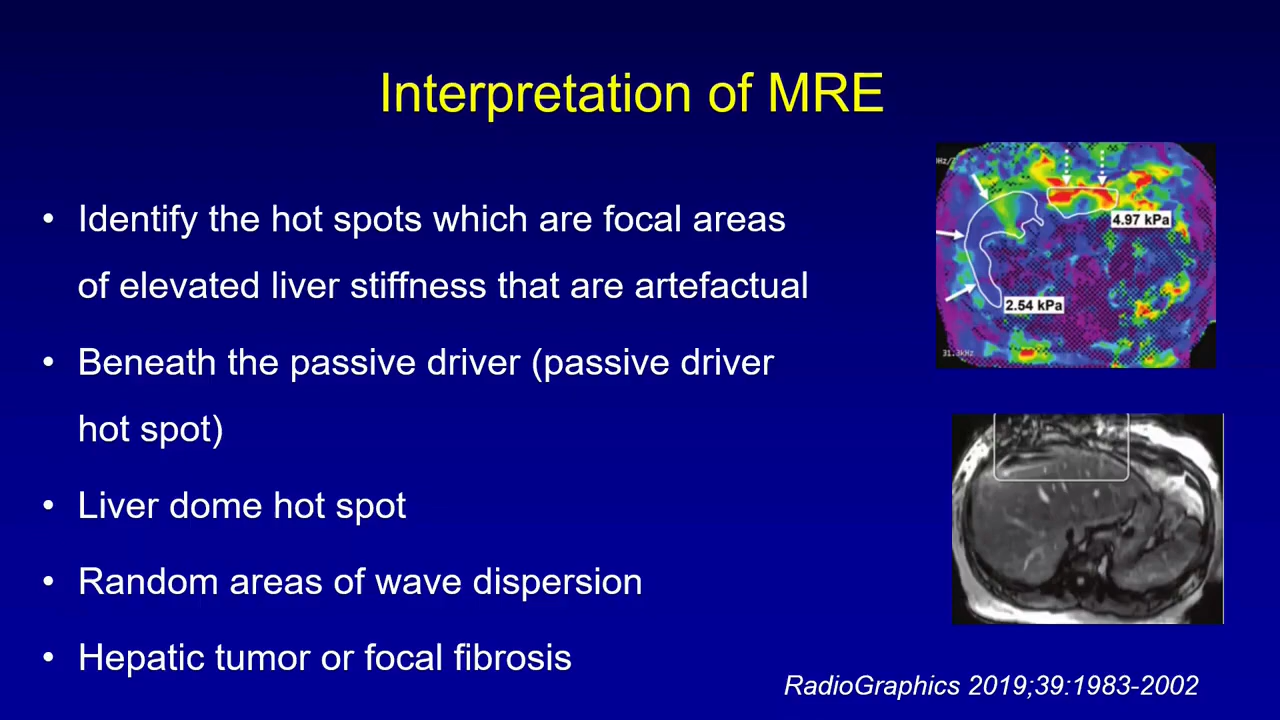 Interpretation of MRE
• Identify the hot spots which are focal areas
of elevated liver stiffness that are artefactual
• Beneath the passive driver (passive driver
hot spot)
• Liver dome hot spot
• Random areas of wave dispersion
• Hepatic tumor or focal fibrosis
4.97 kPa
2.54 kPa
RadioGraphics 2019;39:1983-2002